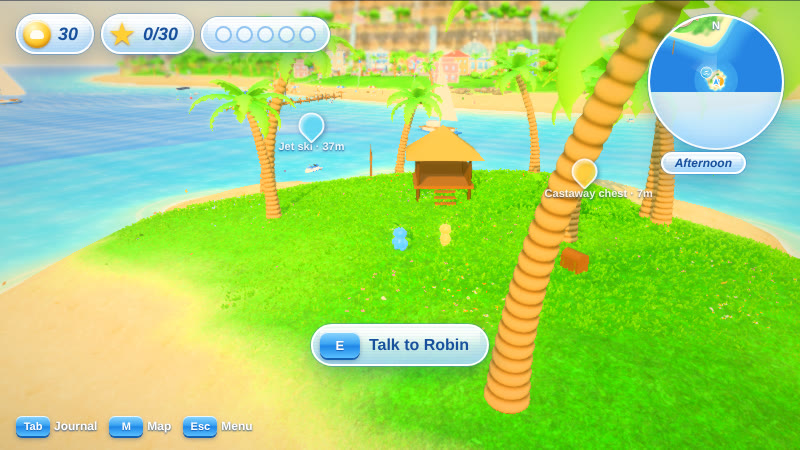 30
0/30
N
Jet ski · 37m
Afternoon
Castaway chest · 7m
E Talk to Robin
Tab Journal M Map Esc Menu